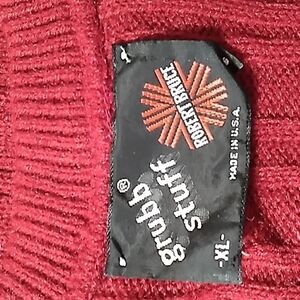 grubb®
stuff
ROBERT BRUCE
MADE IN U.S.A.
-XL-